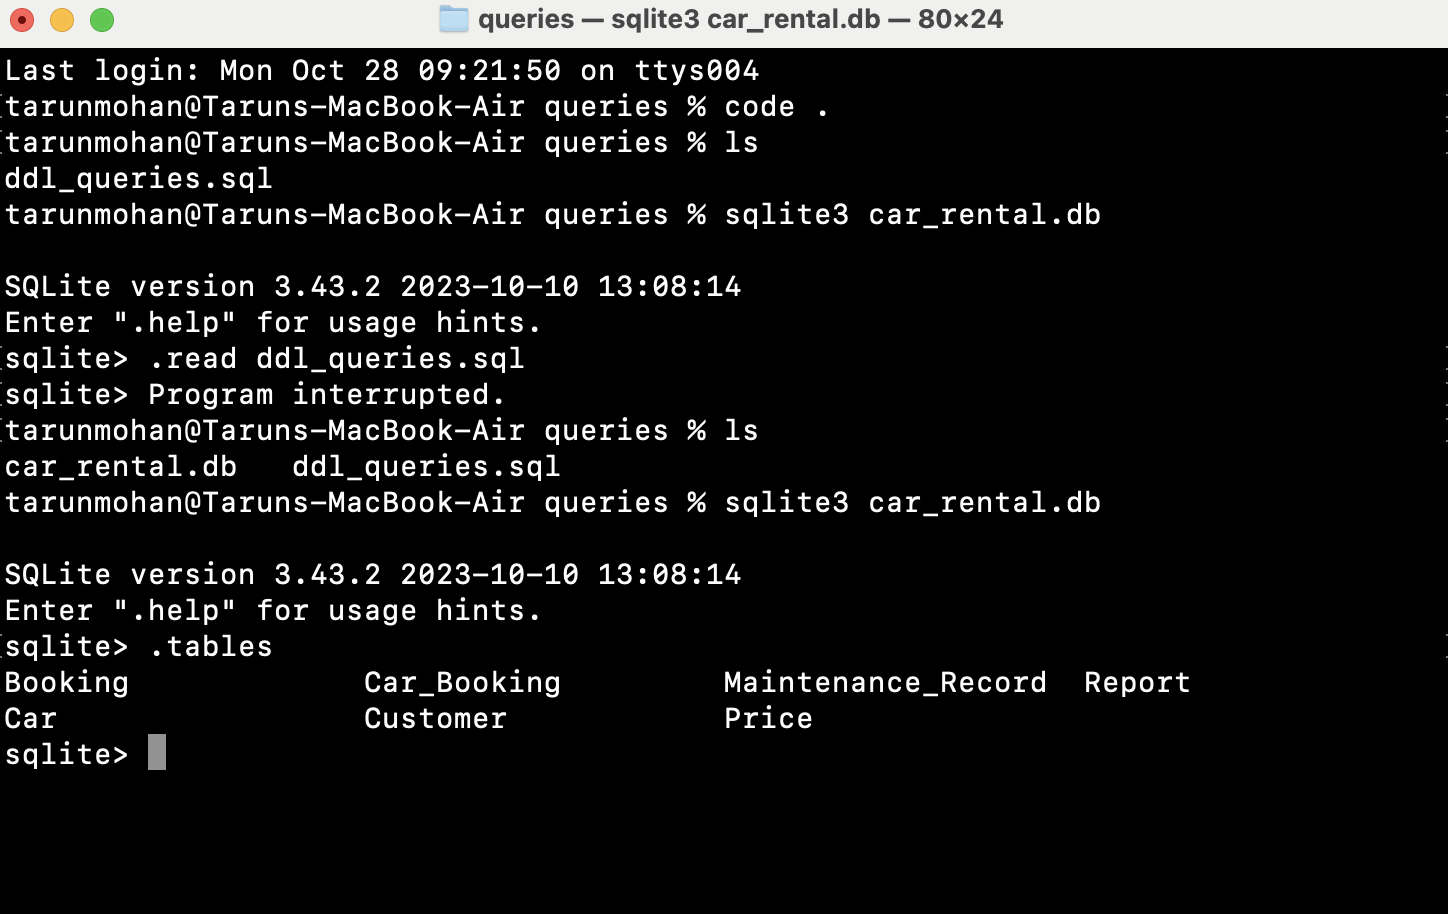 queries — sqlite3 car_rental.db — 80×24
Last login: Mon Oct 28 09:21:50 on ttys004
tarunmohan@Taruns-MacBook-Air queries % code .
tarunmohan@Taruns-MacBook-Air queries % ls
ddl_queries.sql
tarunmohan@Taruns-MacBook-Air queries % sqlite3 car_rental.db
SQLite version 3.43.2 2023-10-10 13:08:14
Enter ".help" for usage hints.
sqlite> .read ddl_queries.sql
sqlite> Program interrupted.
tarunmohan@Taruns-MacBook-Air queries % ls
car_rental.db   ddl_queries.sql
tarunmohan@Taruns-MacBook-Air queries % sqlite3 car_rental.db
SQLite version 3.43.2 2023-10-10 13:08:14
Enter ".help" for usage hints.
sqlite> .tables
Booking             Car_Booking         Maintenance_Record  Report
Car                 Customer            Price
sqlite>